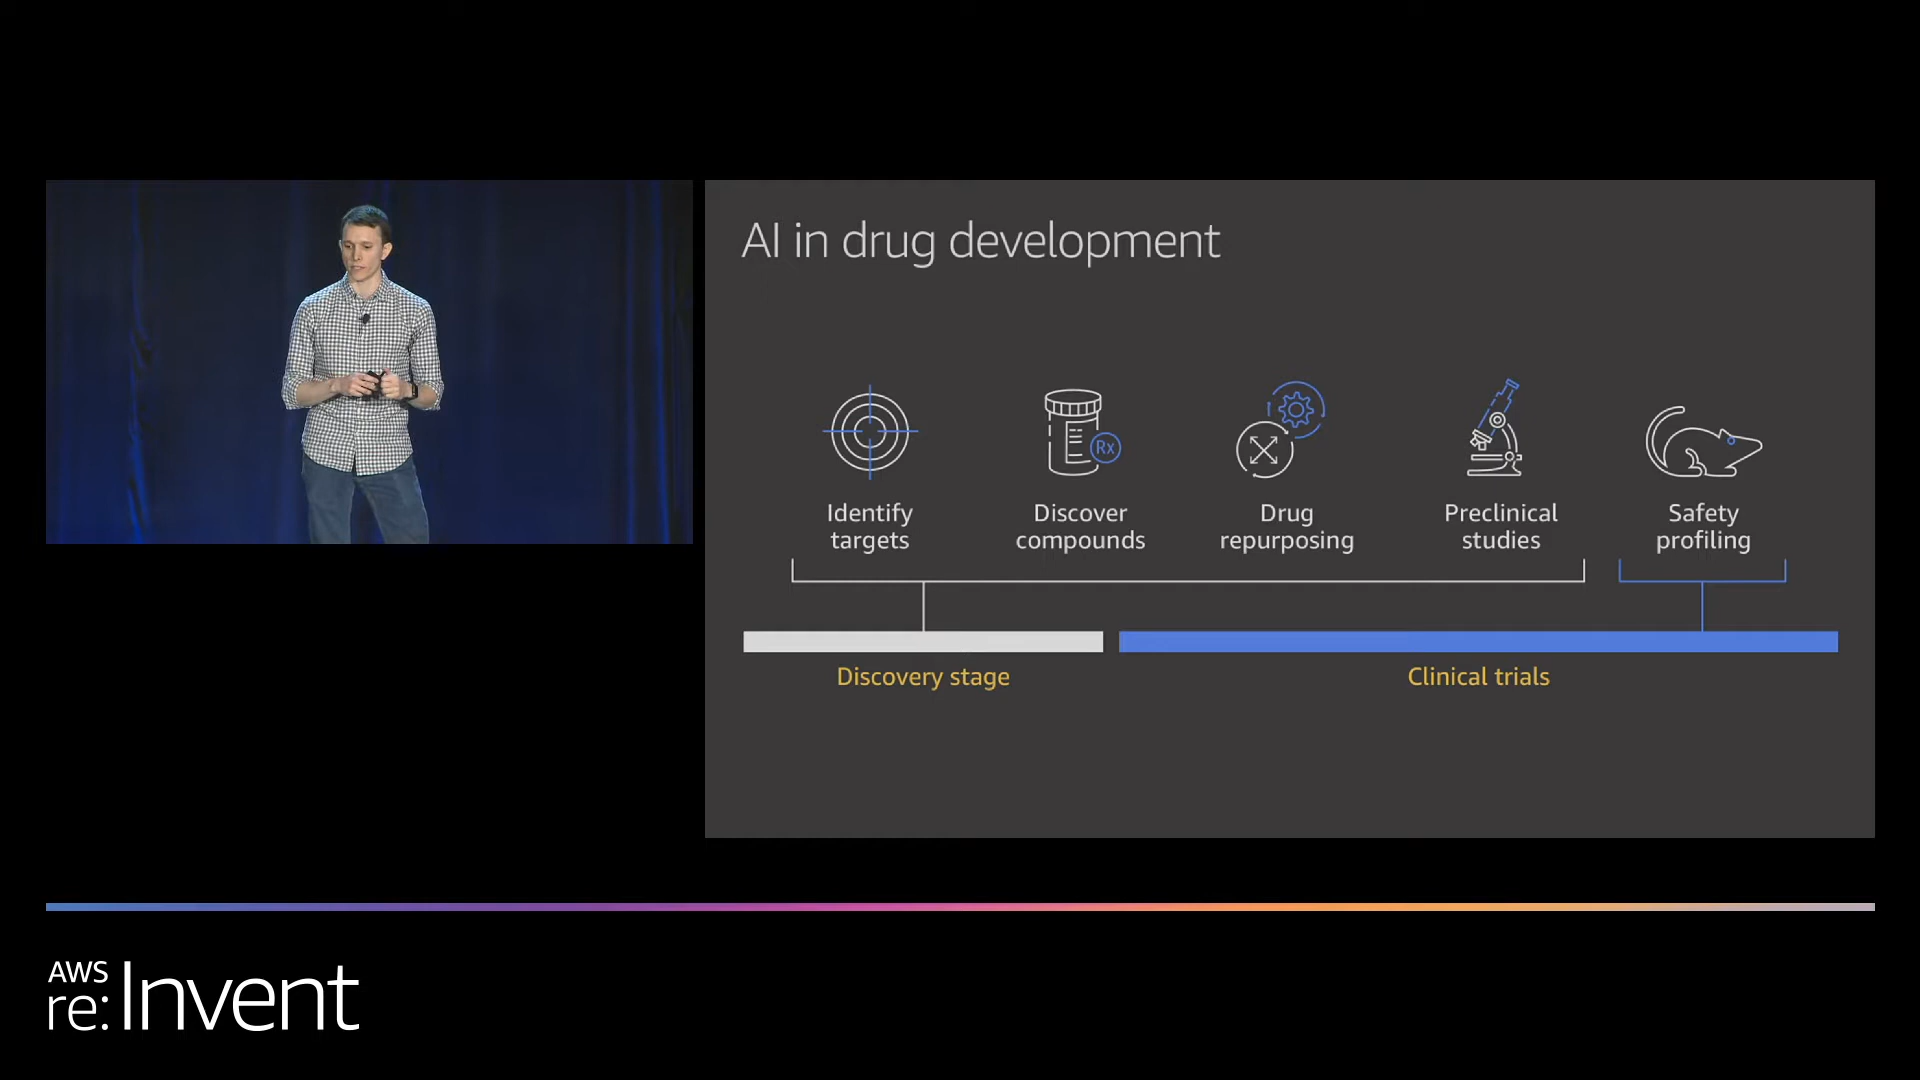 AI in drug development
Rx
Identify
targets
Discover
compounds
Drug
repurposing
Preclinical
studies
Safety
profiling
Discovery stage
Clinical trials
AWS
re:Invent